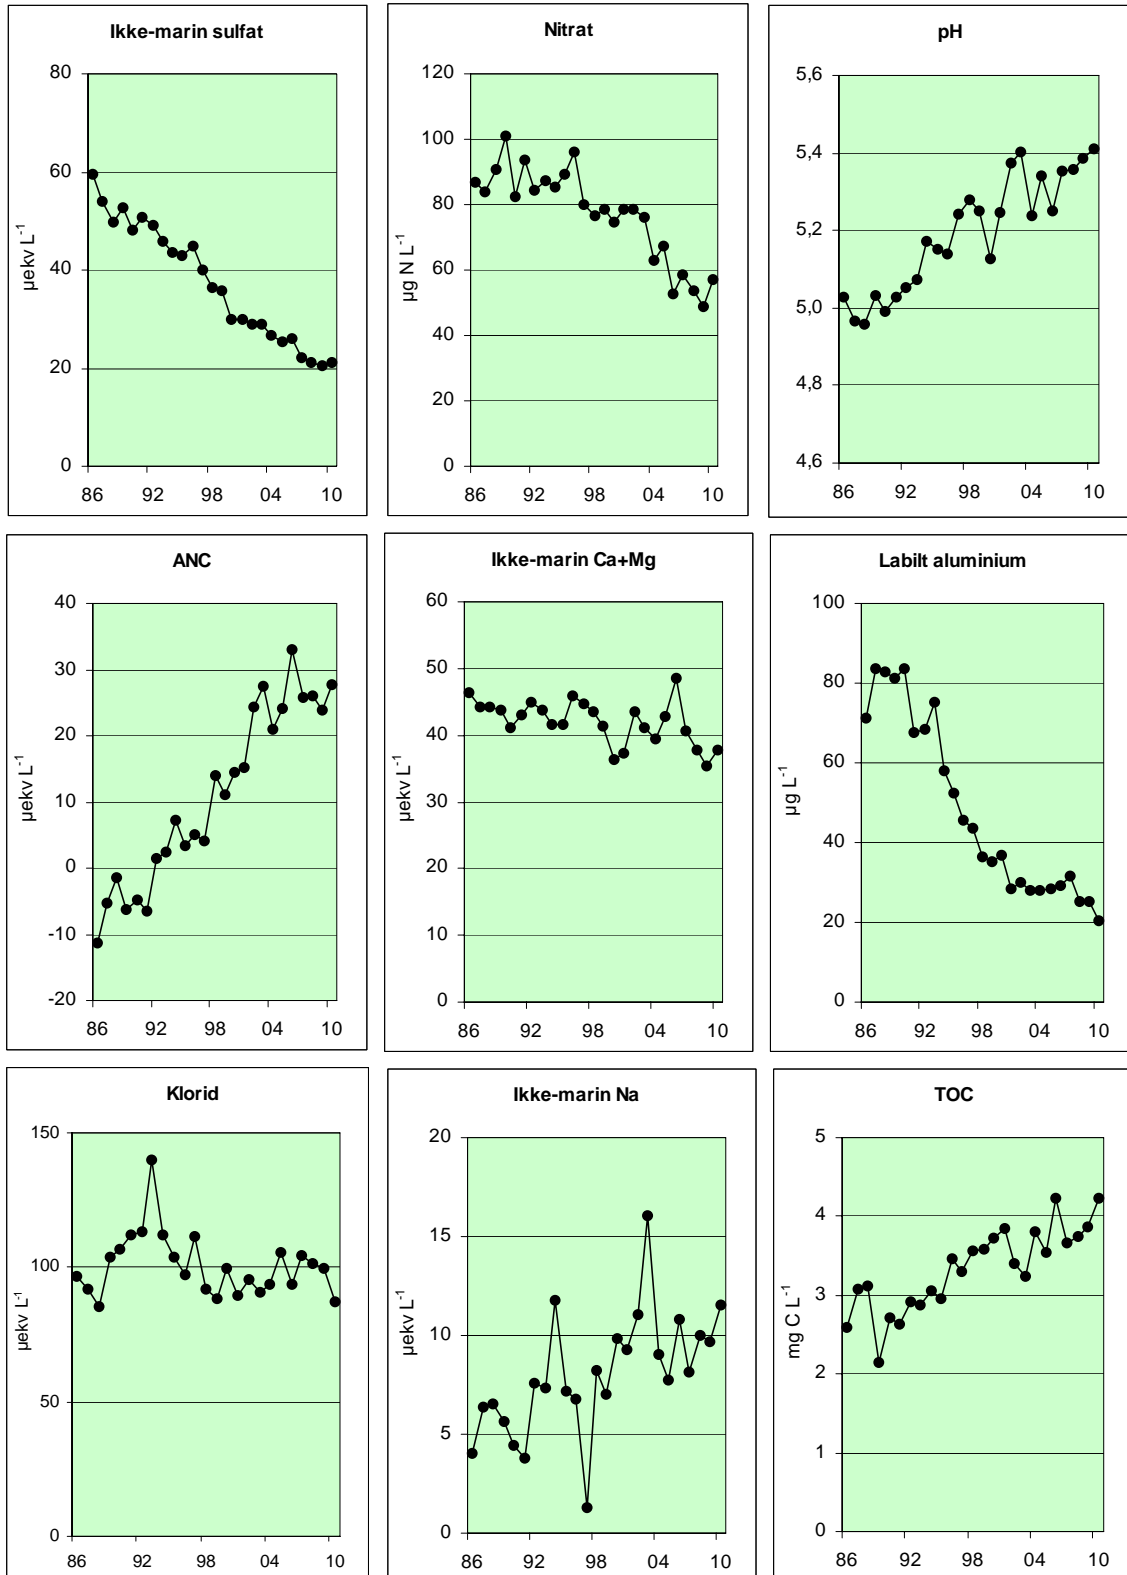 Ikke-marin sulfat
80
60
40
20
0
µekv L⁻¹
86 92 98 04 10
Nitrat
120
100
80
60
40
20
0
µg N L⁻¹
86 92 98 04 10
pH
5,6
5,4
5,2
5,0
4,8
4,6
86 92 98 04 10
ANC
40
30
20
10
0
-10
-20
µekv L⁻¹
86 92 98 04 10
Ikke-marin Ca+Mg
60
50
40
30
20
10
0
µekv L⁻¹
86 92 98 04 10
Labilt aluminium
100
80
60
40
20
0
µg L⁻¹
86 92 98 04 10
Klorid
150
100
50
0
µekv L⁻¹
86 92 98 04 10
Ikke-marin Na
20
15
10
5
0
µekv L⁻¹
86 92 98 04 10
TOC
5
4
3
2
1
0
mg C L⁻¹
86 92 98 04 10